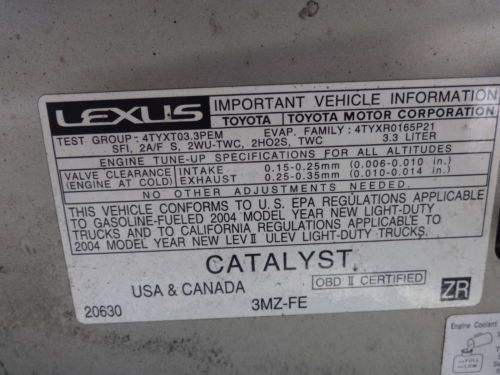 LEXUS IMPORTANT VEHICLE INFORMATION
TOYOTA TOYOTA MOTOR CORPORATION
TEST GROUP : 4TYXT03.3PEM EVAP. FAMILY : 4TYXR0165P21
SFI, 2A/F S, 2WU-TWC, 2HO2S, TWC 3.3 LITER
ENGINE TUNE-UP SPECIFICATIONS FOR ALL ALTITUDES
VALVE CLEARANCE INTAKE 0.15-0.25mm (0.006-0.010 in.)
(ENGINE AT COLD) EXHAUST 0.25-0.35mm (0.010-0.014 in.)
NO OTHER ADJUSTMENTS NEEDED.
THIS VEHICLE CONFORMS TO U.S. EPA REGULATIONS APPLICABLE
TO GASOLINE-FUELED 2004 MODEL YEAR NEW LIGHT-DUTY
TRUCKS AND TO CALIFORNIA REGULATIONS APPLICABLE TO
2004 MODEL YEAR NEW LEV II ULEV LIGHT-DUTY TRUCKS.
CATALYST
USA & CANADA OBD II CERTIFIED
20630 3MZ-FE ZR
Engine Coolant
FULL
LOW